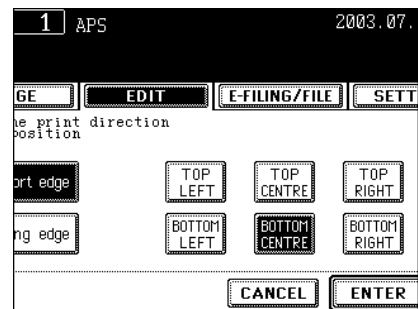 1 APS 2003.07.
GE EDIT E-FILING/FILE SETT
he print direction
position
ort edge TOP LEFT TOP CENTRE TOP RIGHT
ng edge BOTTOM LEFT BOTTOM CENTRE BOTTOM RIGHT
CANCEL ENTER